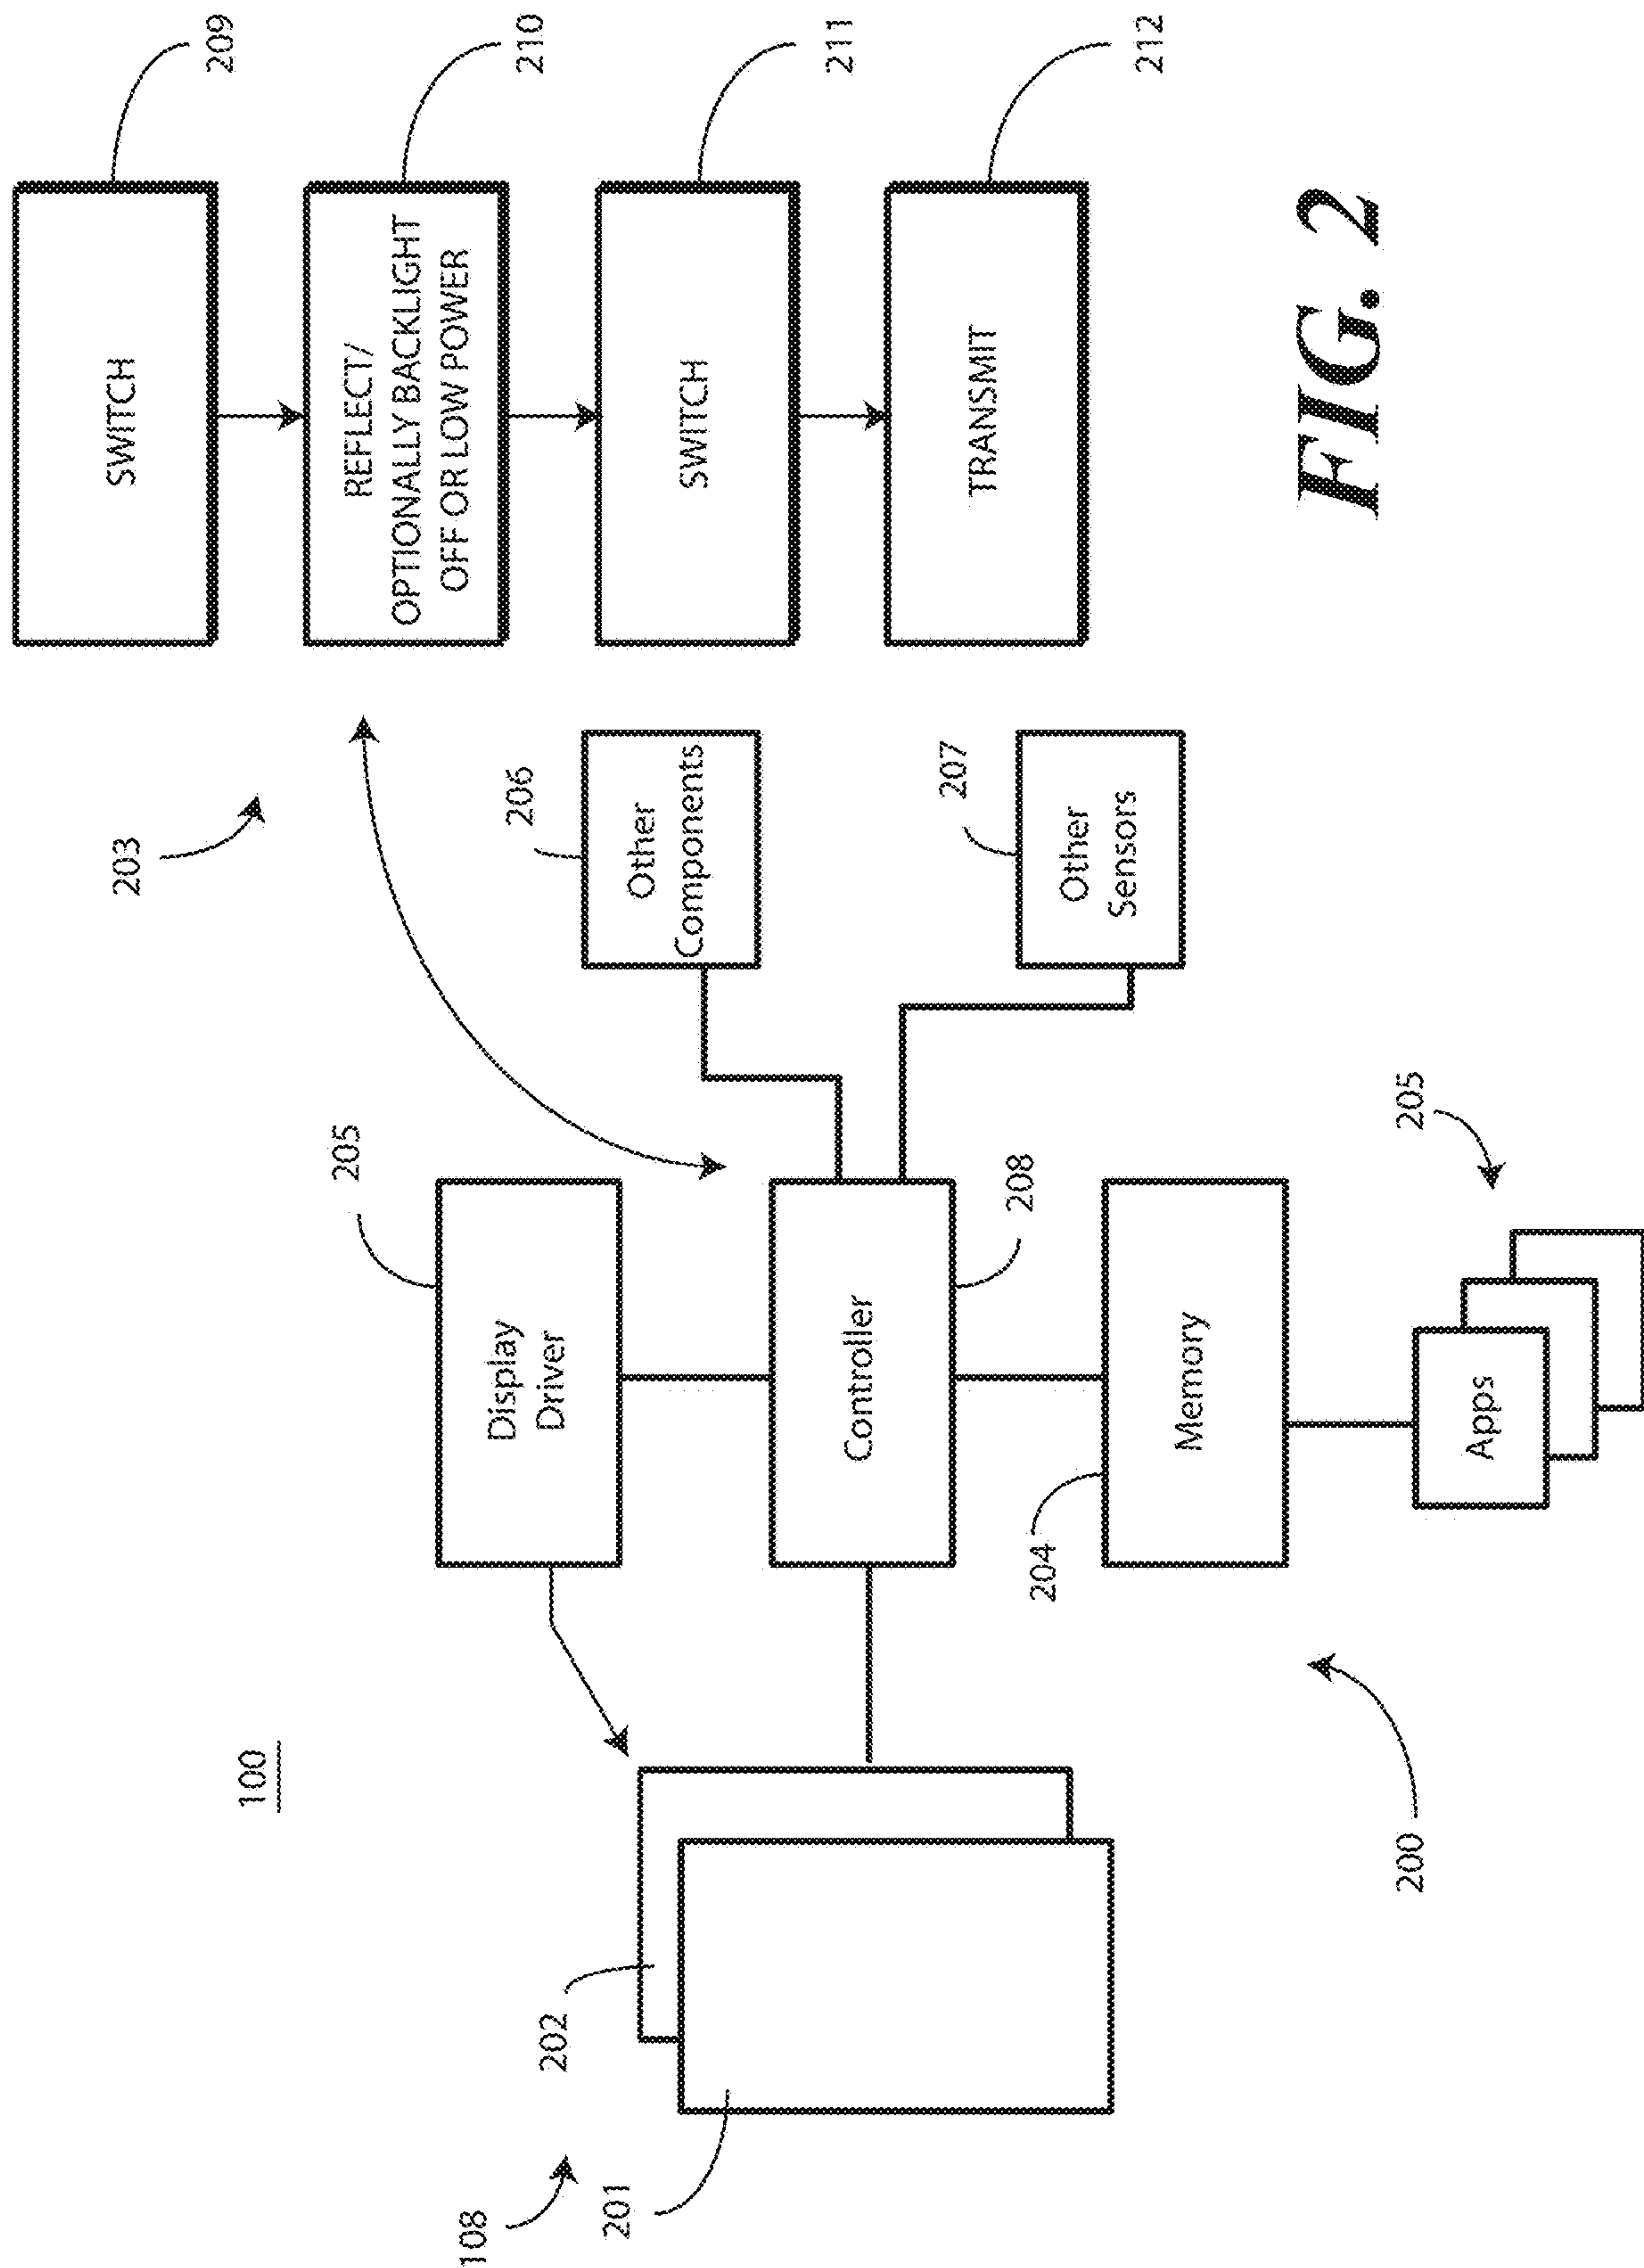 100
108
201
202
Display
Driver
205
Controller
208
204
Memory
Apps
205
200
203
206
Other
Components
207
Other
Sensors
SWITCH
209
REFLECT/
OPTIONALLY BACKLIGHT
OFF OR LOW POWER
210
SWITCH
211
TRANSMIT
212
FIG. 2